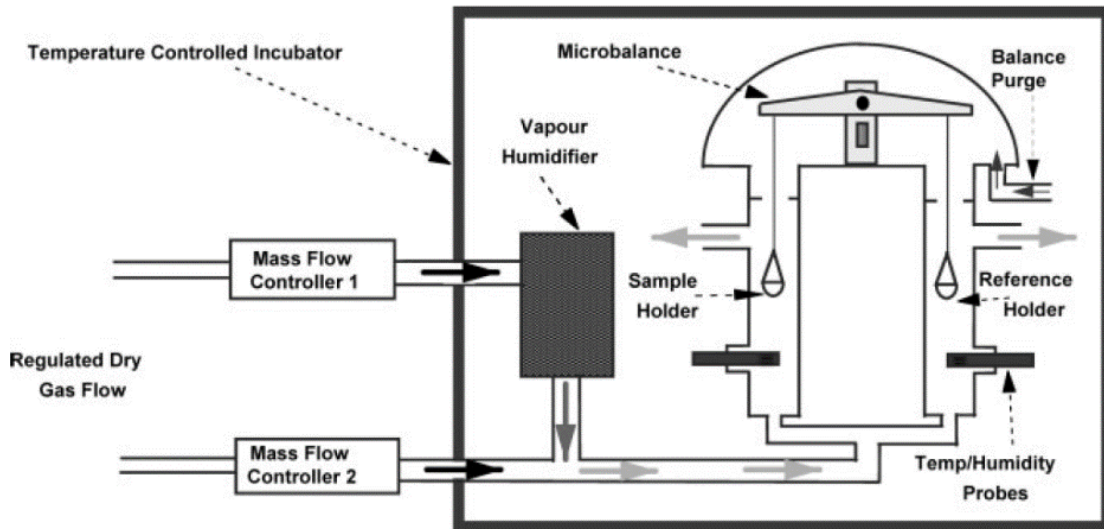 Temperature Controlled Incubator
Microbalance
Balance
Purge
Vapour
Humidifier
Mass Flow
Controller 1
Sample
Holder
Reference
Holder
Regulated Dry
Gas Flow
Mass Flow
Controller 2
Temp/Humidity
Probes